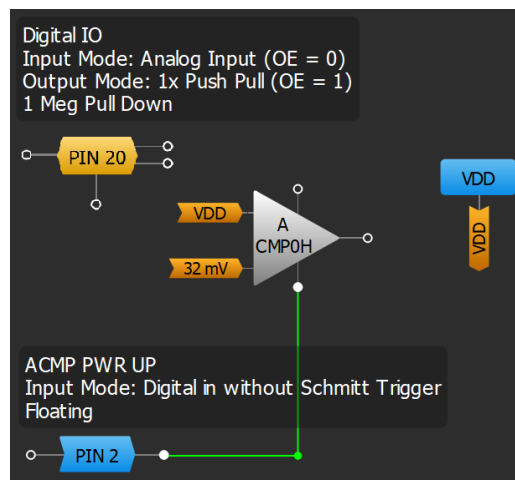 Digital IO
Input Mode: Analog Input (OE = 0)
Output Mode: 1x Push Pull (OE = 1)
1 Meg Pull Down
PIN 20
VDD
VDD
A
CMP0H
VDD
32 mV
ACMP PWR UP
Input Mode: Digital in without Schmitt Trigger
Floating
PIN 2